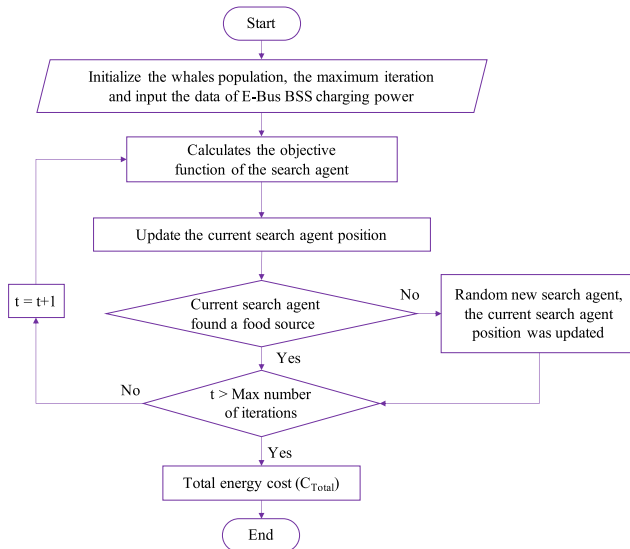 Start
Initialize the whales population, the maximum iteration
and input the data of E-Bus BSS charging power
Calculates the objective
function of the search agent
Update the current search agent position
t = t+1
Current search agent
found a food source
No
Random new search agent,
the current search agent
position was updated
Yes
No
t > Max number
of iterations
Yes
Total energy cost (C_Total)
End